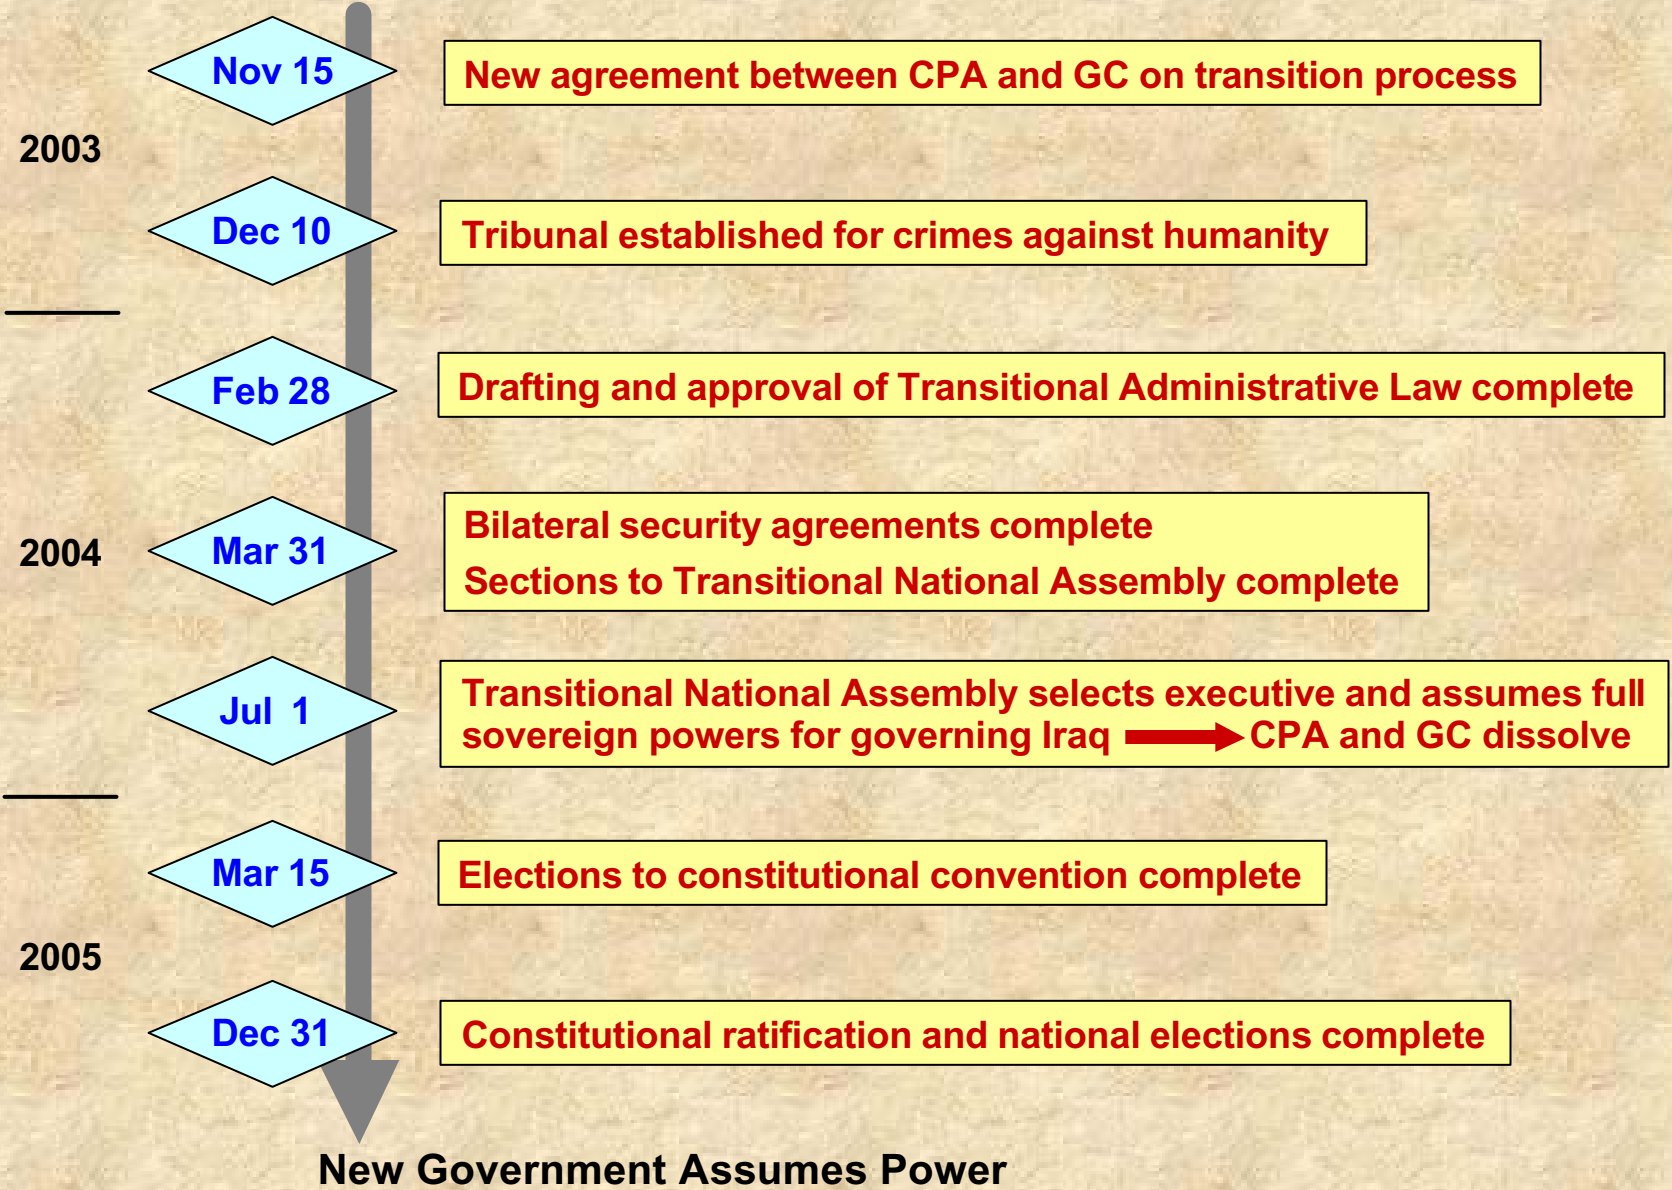 2003
Nov 15
New agreement between CPA and GC on transition process
Dec 10
Tribunal established for crimes against humanity
2004
Feb 28
Drafting and approval of Transitional Administrative Law complete
Mar 31
Bilateral security agreements complete
Sections to Transitional National Assembly complete
Jul 1
Transitional National Assembly selects executive and assumes full
sovereign powers for governing Iraq CPA and GC dissolve
2005
Mar 15
Elections to constitutional convention complete
Dec 31
Constitutional ratification and national elections complete
New Government Assumes Power